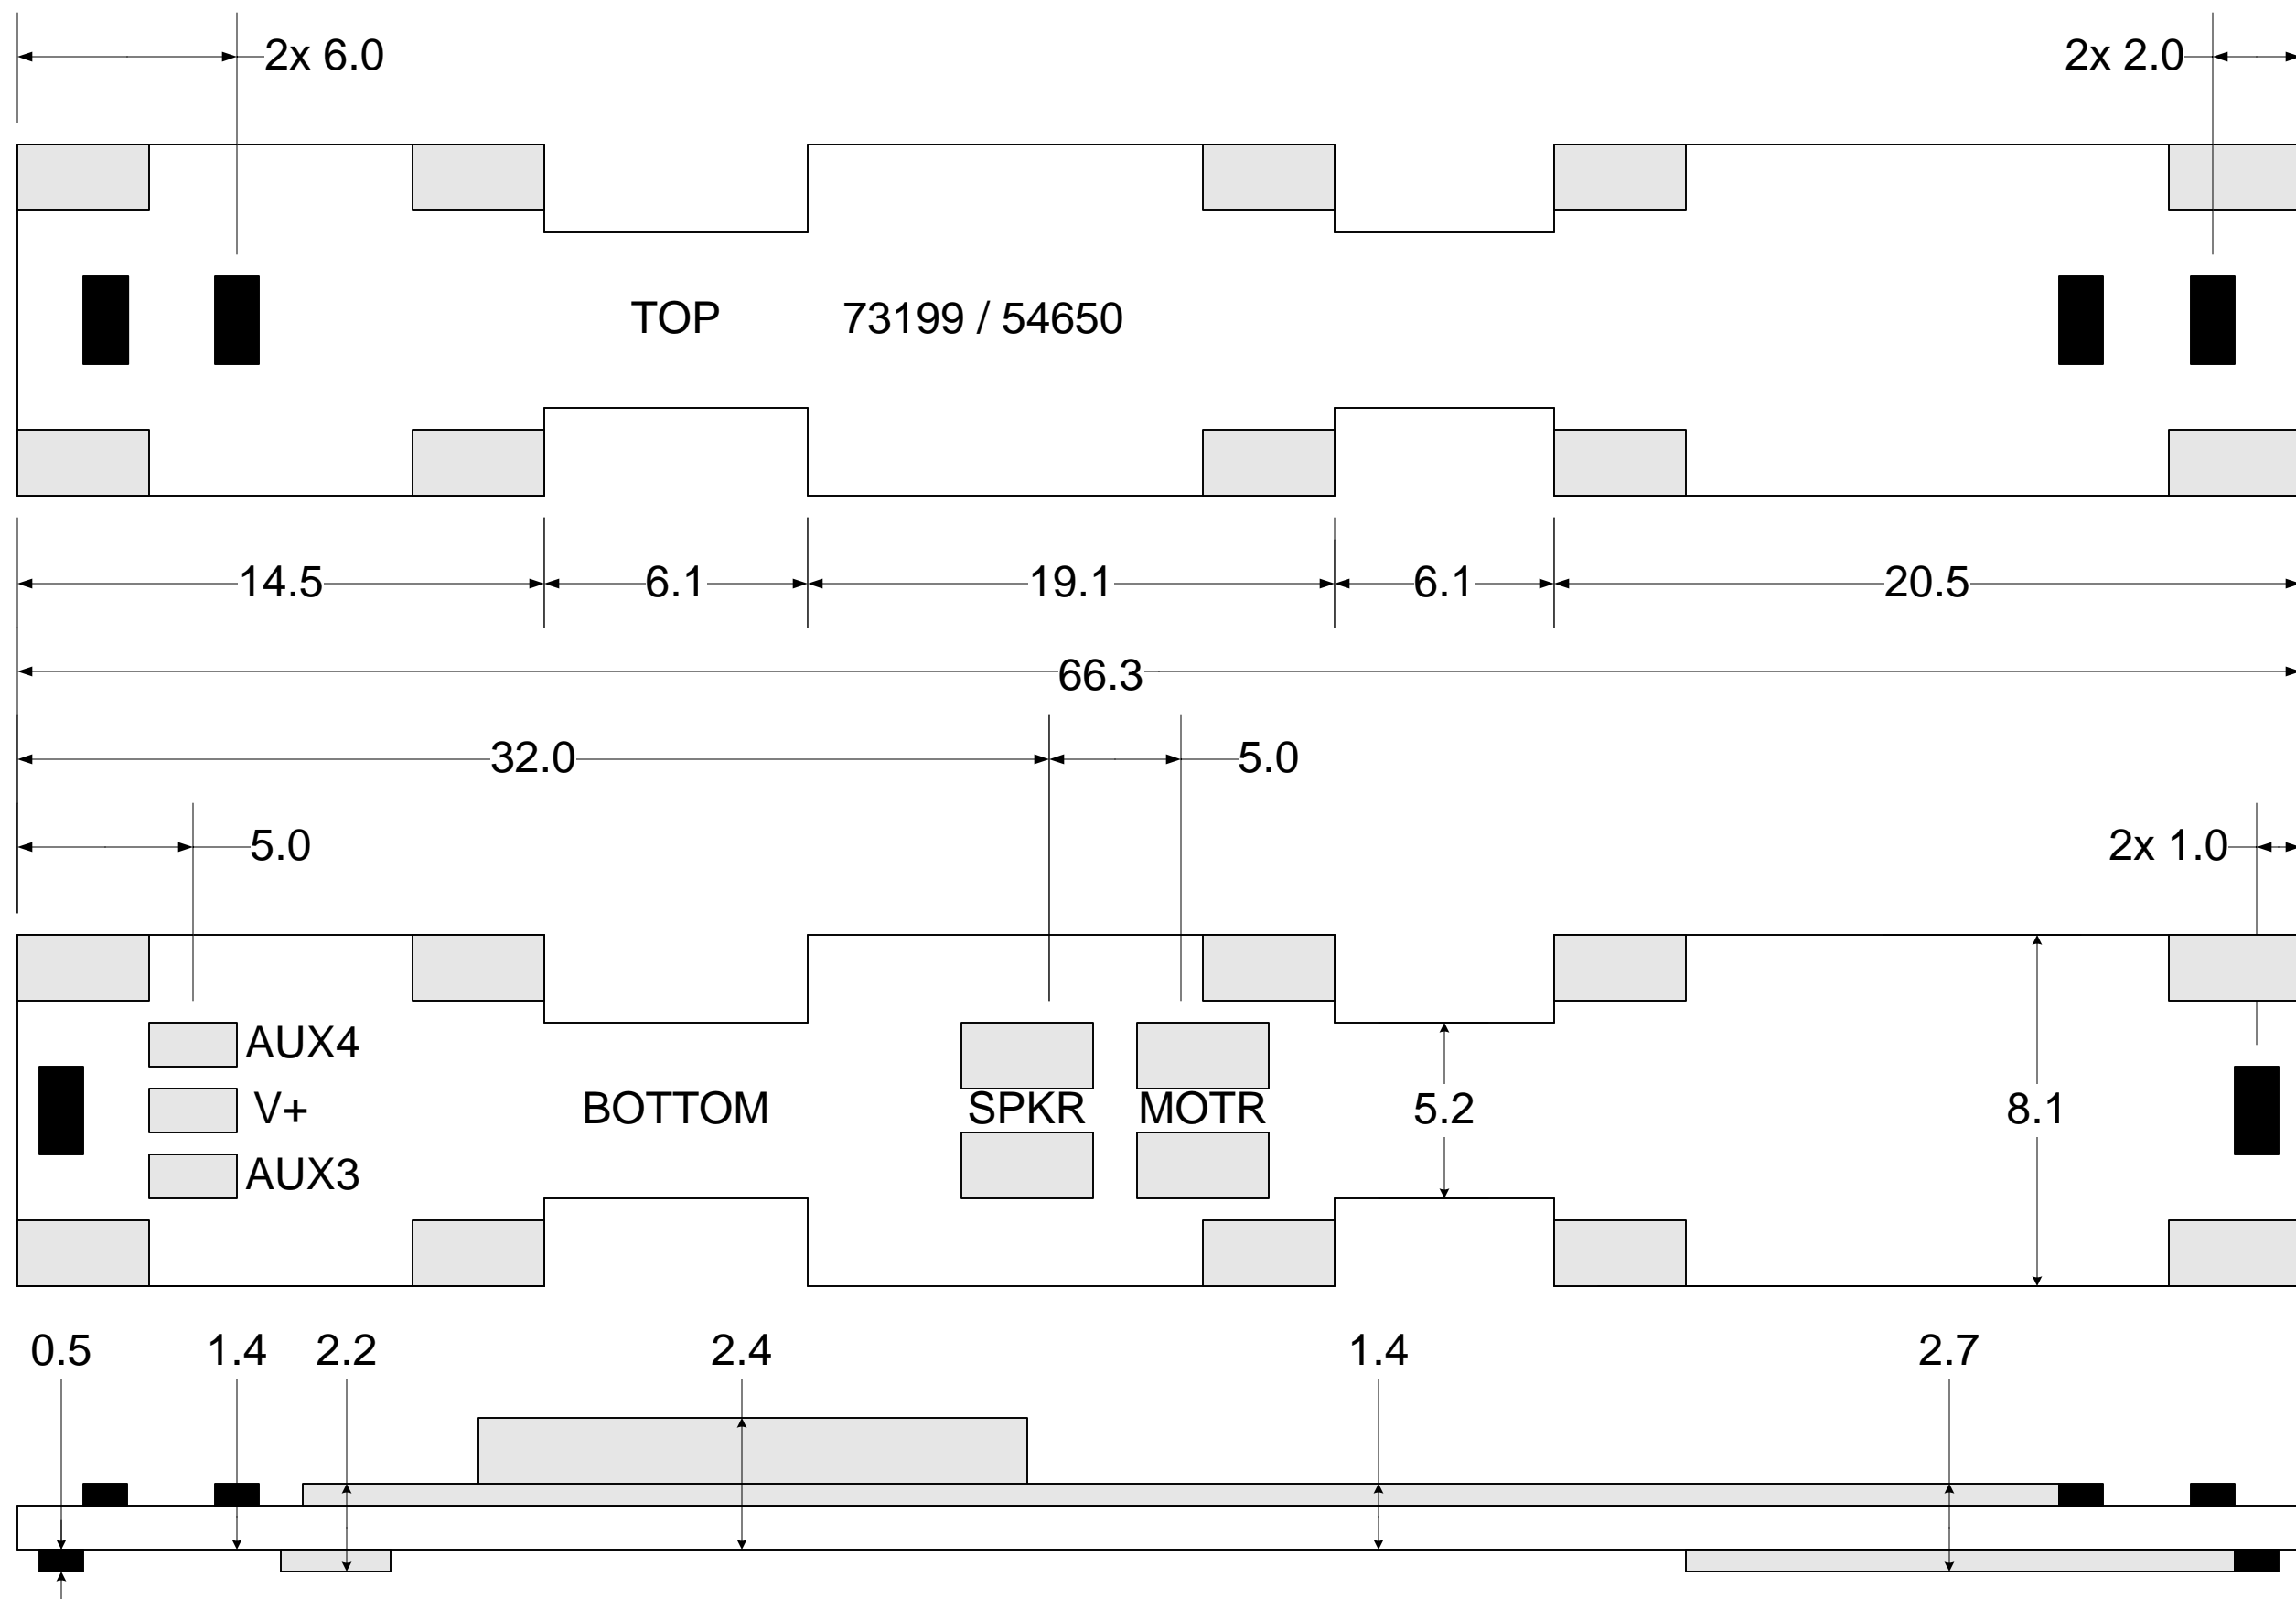 2x 6.0
2x 2.0
TOP
73199 / 54650
14.5
6.1
19.1
6.1
20.5
66.3
32.0
5.0
5.0
2x 1.0
AUX4
V+
AUX3
BOTTOM
SPKR
MOTR
5.2
8.1
0.5
1.4
2.2
2.4
1.4
2.7